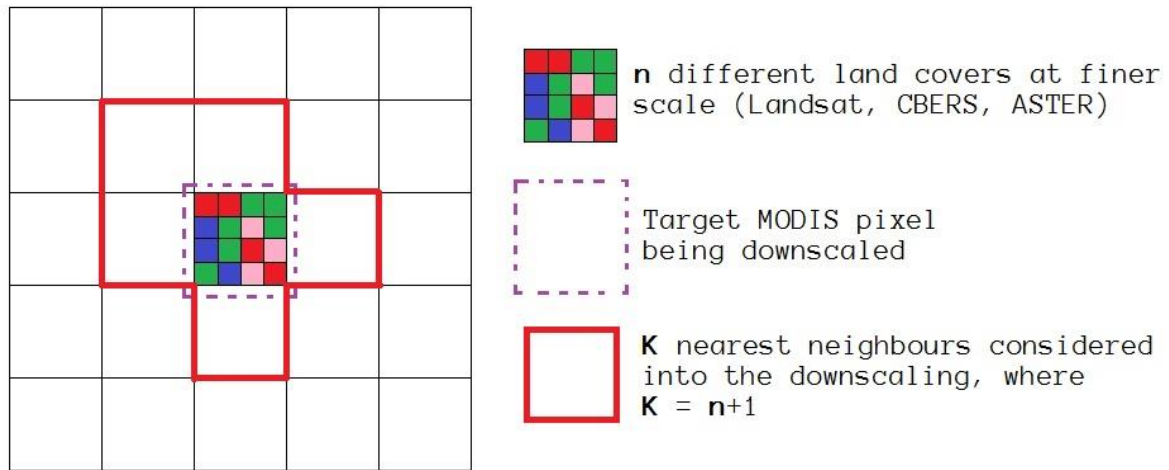 n different land covers at finer
scale (Landsat, CBERS, ASTER)
Target MODIS pixel
being downscaled
K nearest neighbours considered
into the downscaling, where
K = n+1